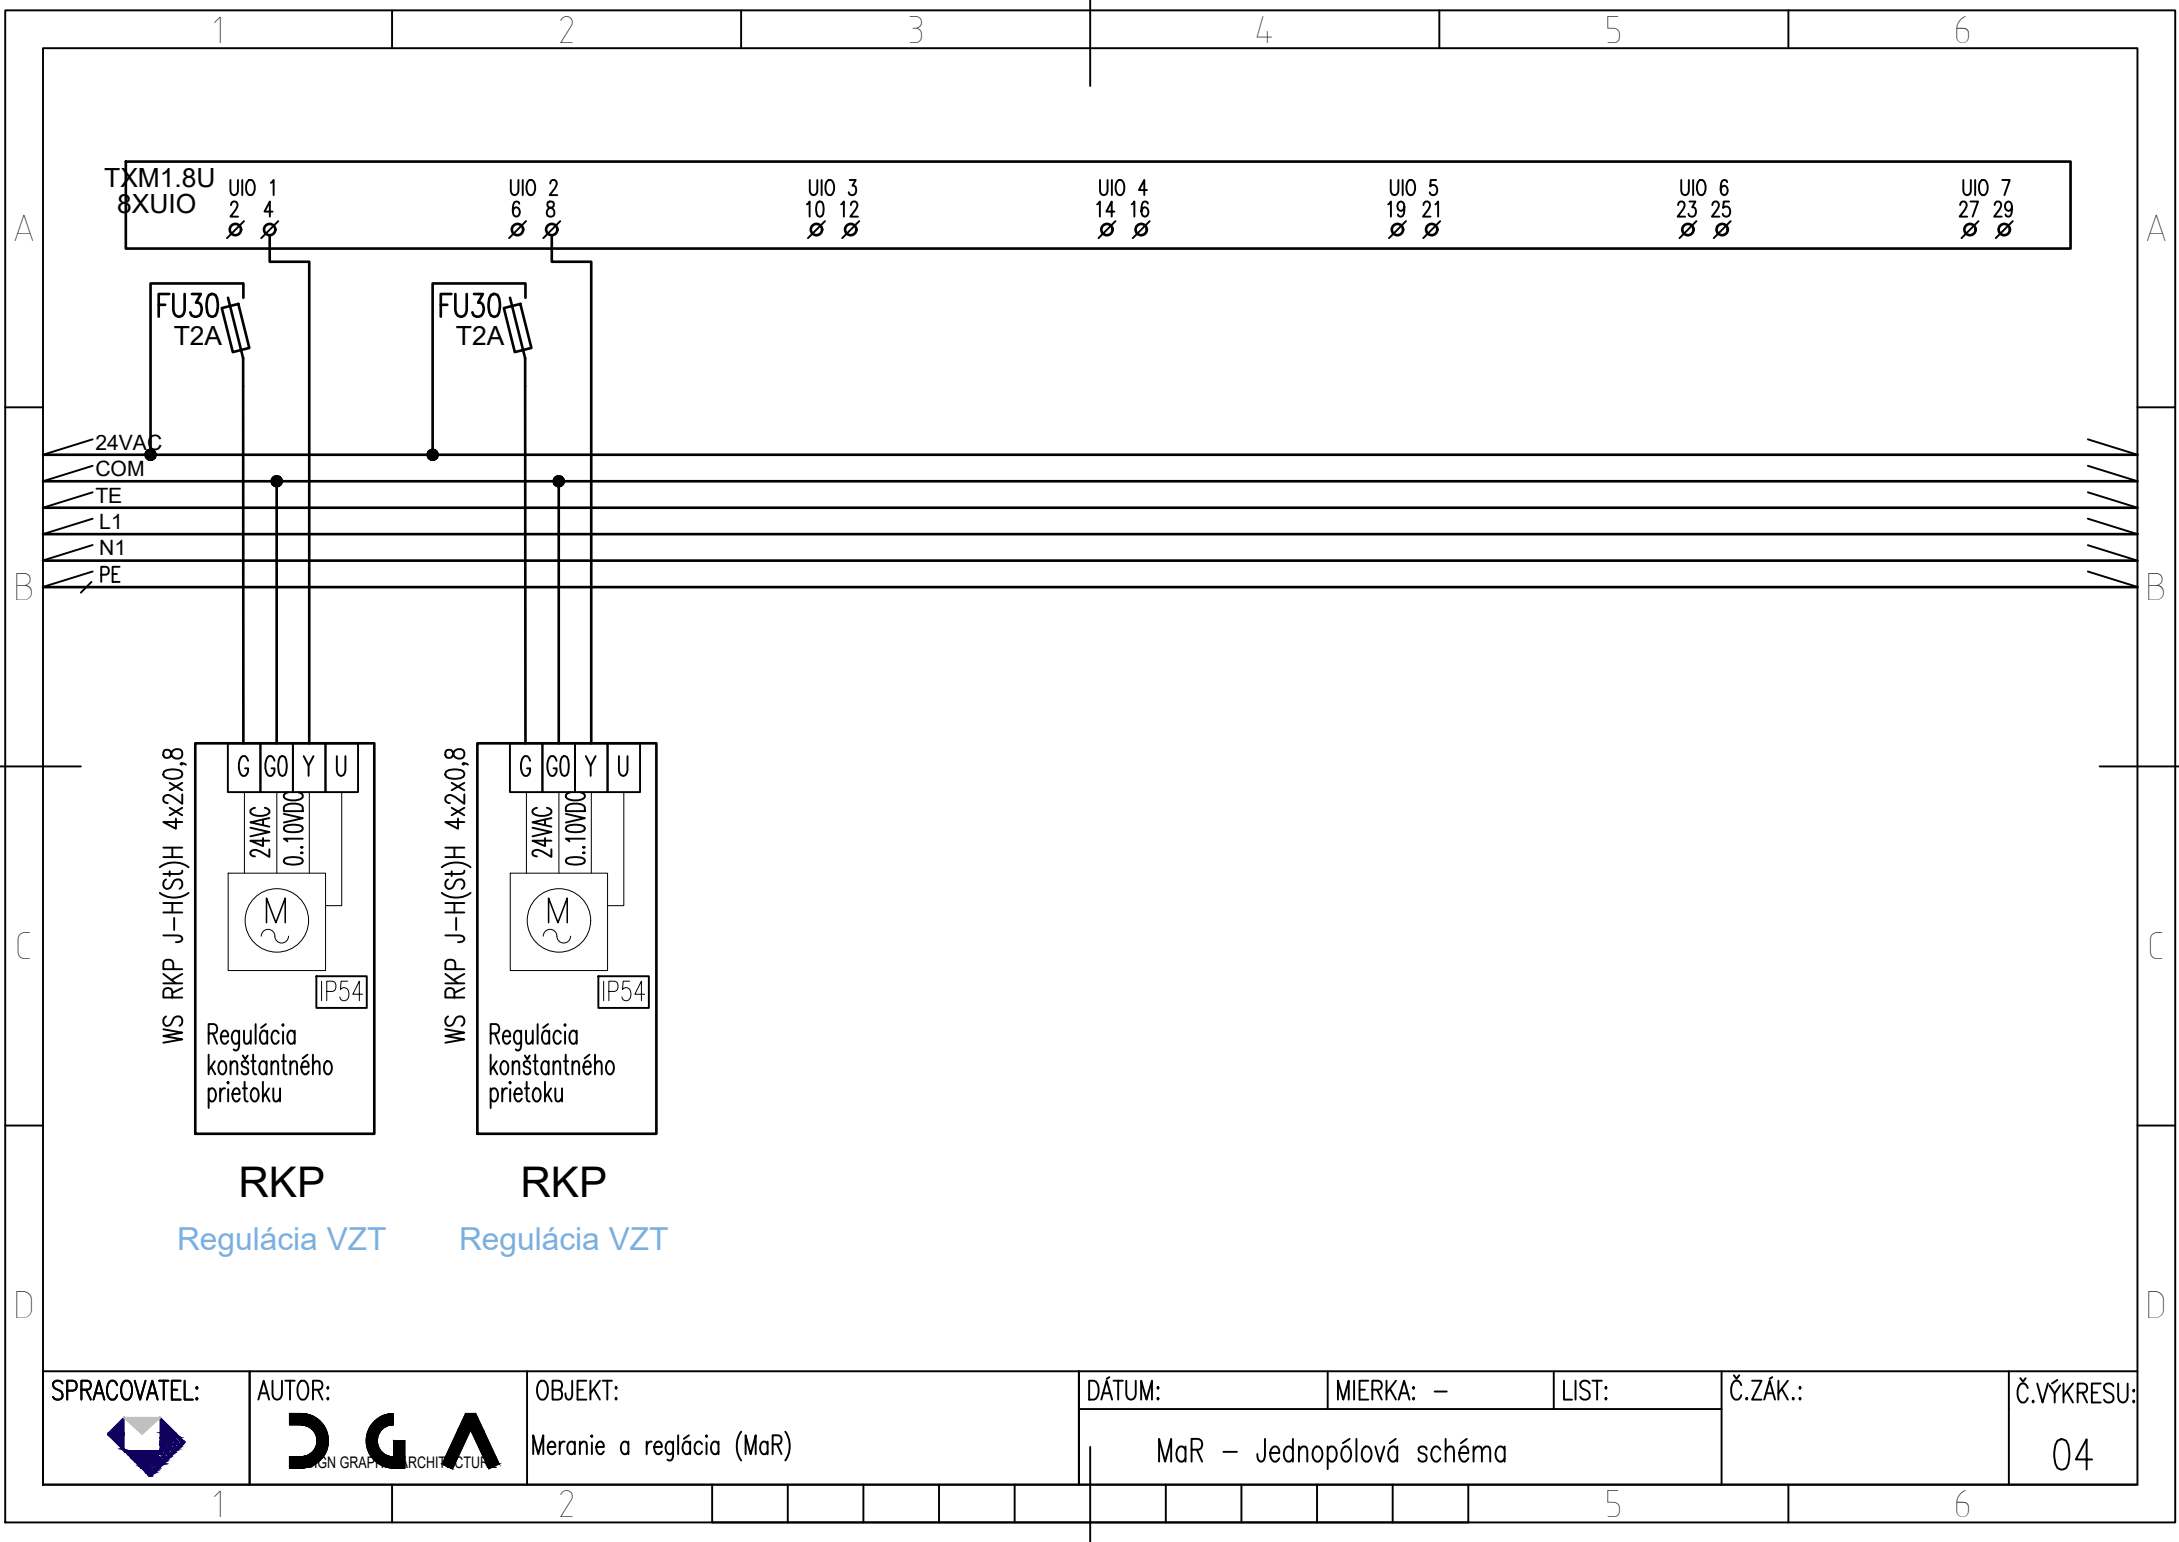 1 2 3 4 5 6
A A
TXM1.8U
8XUIO
UIO 1 UIO 2 UIO 3 UIO 4 UIO 5 UIO 6 UIO 7
2 4 6 8 10 12 14 16 19 21 23 25 27 29
FU30 FU30
T2A T2A
24VAC
COM
TE
L1
N1
PE
B B
WS RKP J-H(St)H 4x2x0,8
G G0 Y U
24VAC
0..10VDC
M
IP54
Regulácia
konštantného
prietoku
RKP
Regulácia VZT
WS RKP J-H(St)H 4x2x0,8
G G0 Y U
24VAC
0..10VDC
M
IP54
Regulácia
konštantného
prietoku
RKP
Regulácia VZT
C C
D D
SPRACOVATEL: AUTOR: OBJEKT: DÁTUM: MIERKA: - LIST: Č.ZÁK.: Č.VÝKRESU:
DGA
Meranie a reglácia (MaR)
MaR - Jednopólová schéma
04
1 2 5 6